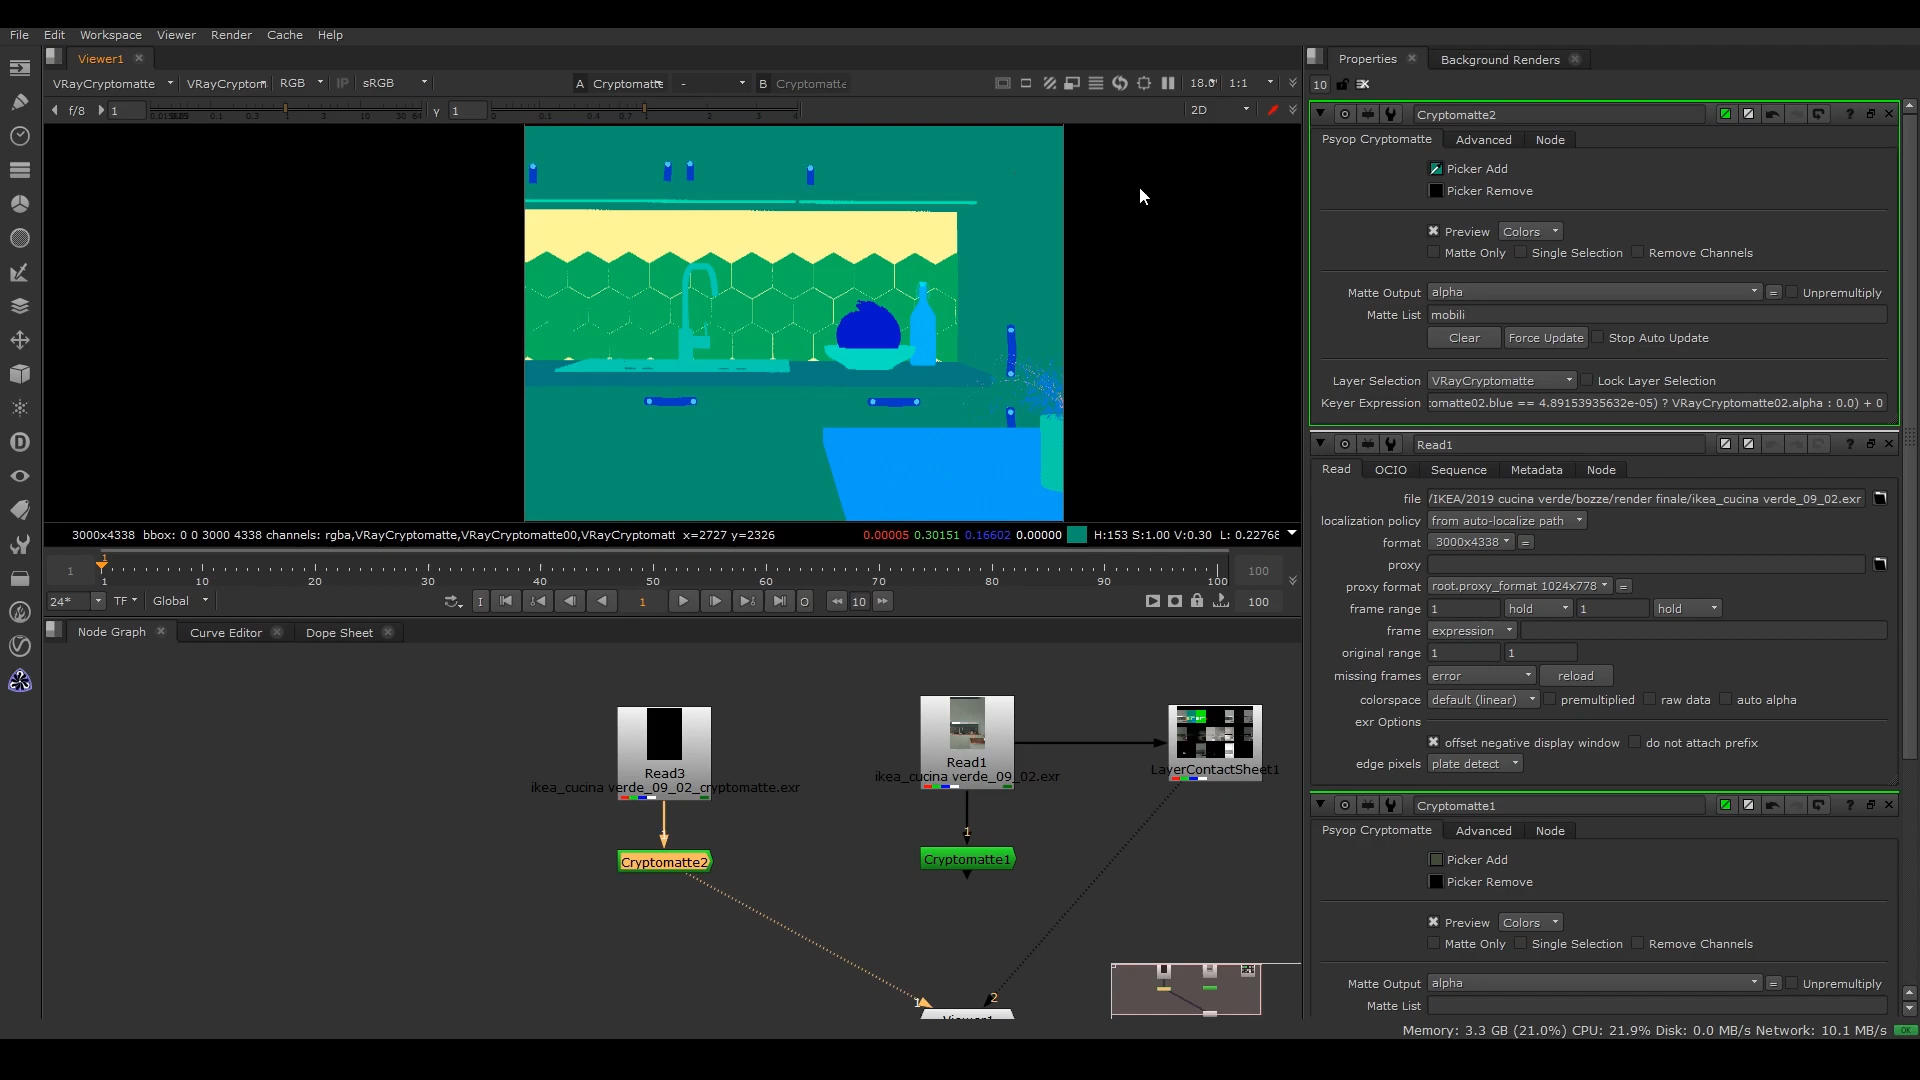 File Edit Workspace Viewer Render Cache Help
Viewer1
VRayCryptomatte VRayCryptom RGB IP sRGB A Cryptomatte - B Cryptomatte 18.0 1:1
f/8 1 Y 1 2D
3000x4338 bbox: 0 0 3000 4338 channels: rgba,VRayCryptomatte,VRayCryptomatte00,VRayCryptomatt x=2727 y=2326 0.00005 0.30151 0.16602 0.00000 H:153 S:1.00 V:0.30 L: 0.22768
1 1 1 10 20 30 40 50 60 70 80 90 100 100
24* TF Global I 1 O 10 100
Node Graph Curve Editor Dope Sheet
Read3
ikea_cucina verde_09_02_cryptomatte.exr
Read1
ikea_cucina verde_09_02.exr
LayerContactSheet1
1
Cryptomatte2
Cryptomatte1
1 2
Properties Background Renders
10
Cryptomatte2
Psyop Cryptomatte Advanced Node
Picker Add
Picker Remove
Preview Colors
Matte Only Single Selection Remove Channels
Matte Output alpha = Unpremultiply
Matte List mobili
Clear Force Update Stop Auto Update
Layer Selection VRayCryptomatte Lock Layer Selection
Keyer Expression :omatte02.blue == 4.89153935632e-05) ? VRayCryptomatte02.alpha : 0.0) + 0
Read1
Read OCIO Sequence Metadata Node
file /IKEA/2019 cucina verde/bozze/render finale/ikea_cucina verde_09_02.exr
localization policy from auto-localize path
format 3000x4338 =
proxy
proxy format root.proxy_format 1024x778 =
frame range 1 hold 1 hold
frame expression
original range 1 1
missing frames error reload
colorspace default (linear) premultiplied raw data auto alpha
exr Options
offset negative display window do not attach prefix
edge pixels plate detect
Cryptomatte1
Psyop Cryptomatte Advanced Node
Picker Add
Picker Remove
Preview Colors
Matte Only Single Selection Remove Channels
Matte Output alpha = Unpremultiply
Matte List
Memory: 3.3 GB (21.0%) CPU: 21.9% Disk: 0.0 MB/s Network: 10.1 MB/s